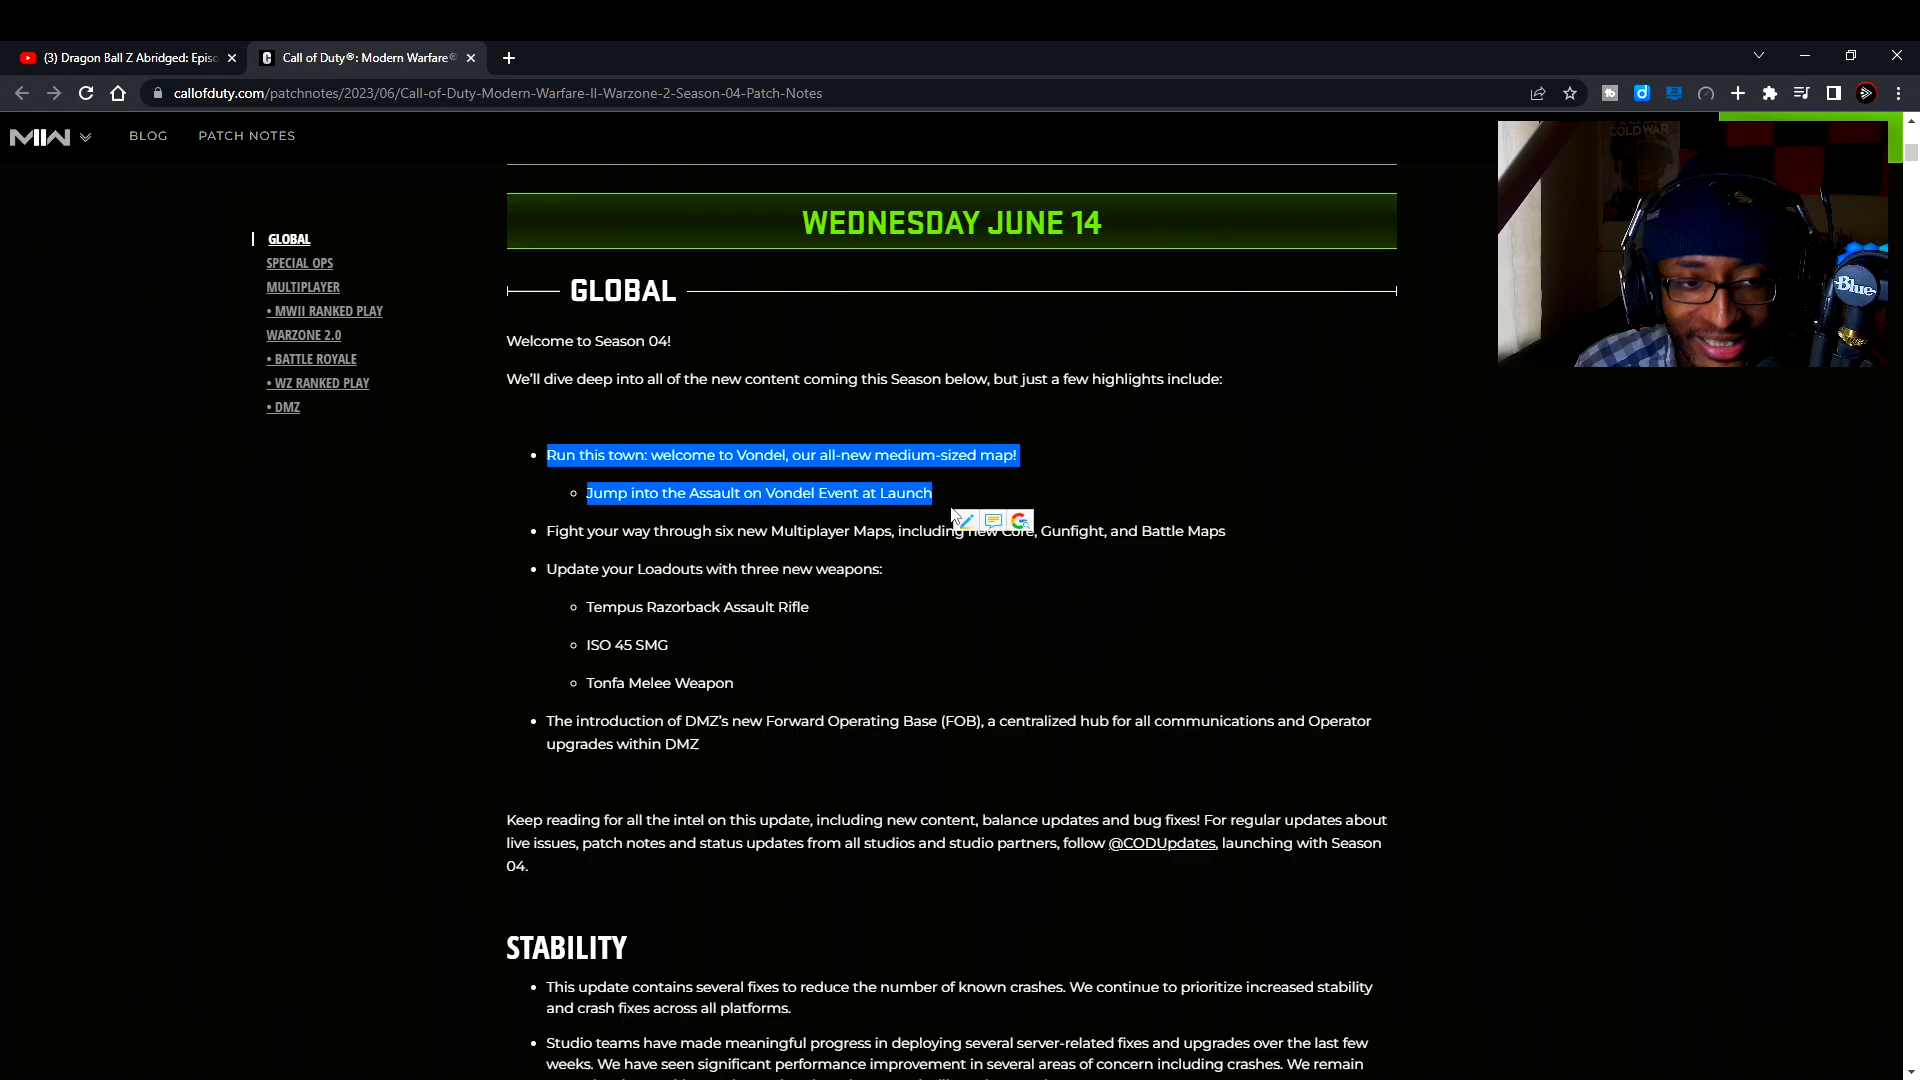 (3) Dragon Ball Z Abridged: Episo
Call of Duty®: Modern Warfare®
callofduty.com/patchnotes/2023/06/Call-of-Duty-Modern-Warfare-II-Warzone-2-Season-04-Patch-Notes
MW BLOG PATCH NOTES
COLD WAR
WEDNESDAY JUNE 14
GLOBAL
SPECIAL OPS
MULTIPLAYER
• MWII RANKED PLAY
WARZONE 2.0
• BATTLE ROYALE
• WZ RANKED PLAY
• DMZ
Blue
GLOBAL
Welcome to Season 04!
We'll dive deep into all of the new content coming this Season below, but just a few highlights include:
• Run this town: welcome to Vondel, our all-new medium-sized map!
◦ Jump into the Assault on Vondel Event at Launch
• Fight your way through six new Multiplayer Maps, including new Core, Gunfight, and Battle Maps
• Update your Loadouts with three new weapons:
◦ Tempus Razorback Assault Rifle
◦ ISO 45 SMG
◦ Tonfa Melee Weapon
• The introduction of DMZ's new Forward Operating Base (FOB), a centralized hub for all communications and Operator
upgrades within DMZ
Keep reading for all the intel on this update, including new content, balance updates and bug fixes! For regular updates about
live issues, patch notes and status updates from all studios and studio partners, follow @CODUpdates, launching with Season
04.
STABILITY
• This update contains several fixes to reduce the number of known crashes. We continue to prioritize increased stability
and crash fixes across all platforms.
• Studio teams have made meaningful progress in deploying several server-related fixes and upgrades over the last few
weeks. We have seen significant performance improvement in several areas of concern including crashes. We remain